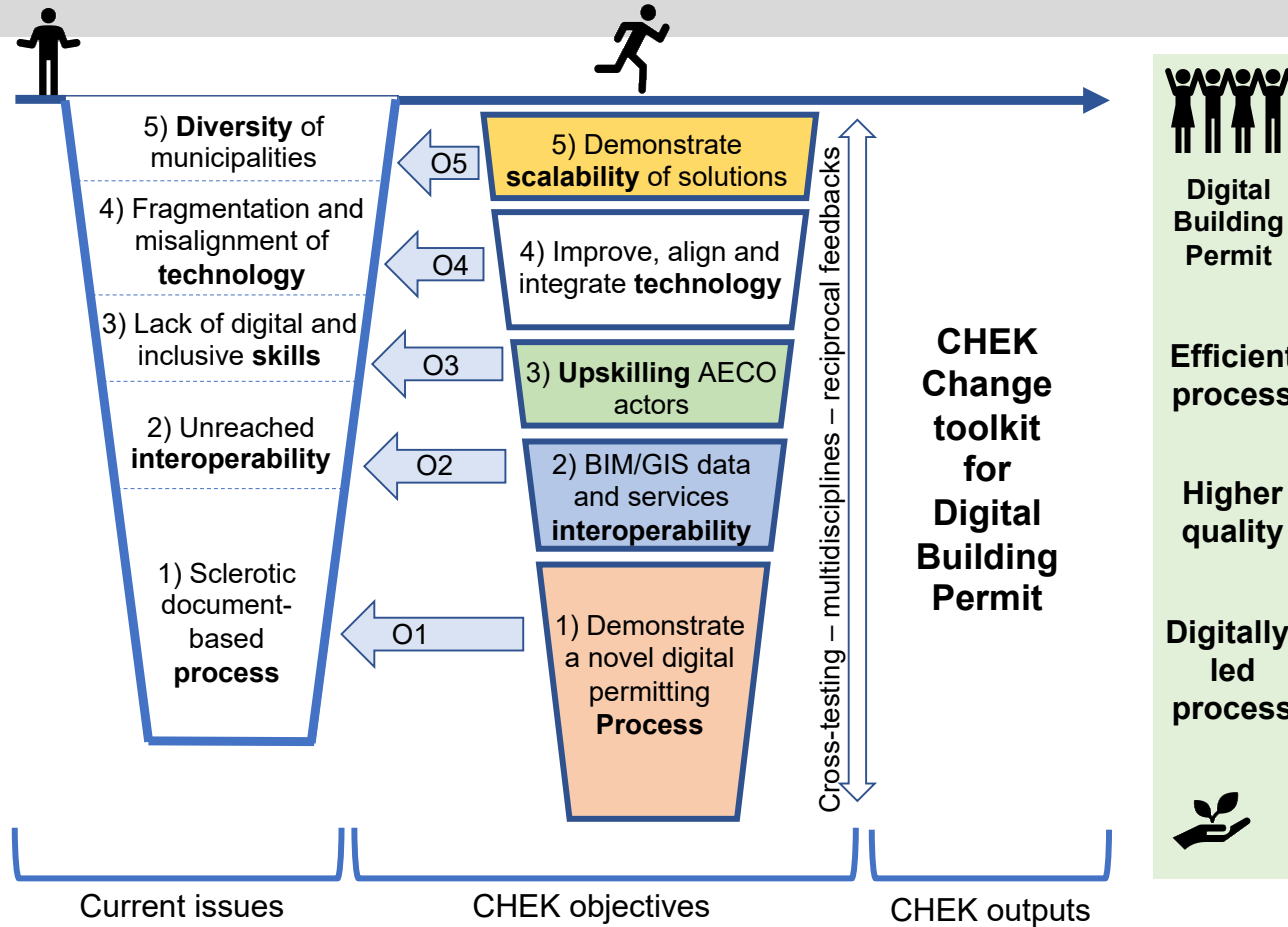 5) Diversity of
municipalities
4) Fragmentation and
misalignment of
technology
3) Lack of digital and
inclusive skills
2) Unreached
interoperability
1) Sclerotic
document-
based
process
O5
O4
O3
O2
O1
5) Demonstrate
scalability of solutions
4) Improve, align and
integrate technology
3) Upskilling AECO
actors
2) BIM/GIS data
and services
interoperability
1) Demonstrate
a novel digital
permitting
Process
Cross-testing – multidisciplines – reciprocal feedbacks
CHEK
Change
toolkit
for
Digital
Building
Permit
Digital
Building
Permit
Efficient
process
Higher
quality
Digitally
led
process
Current issues
CHEK objectives
CHEK outputs